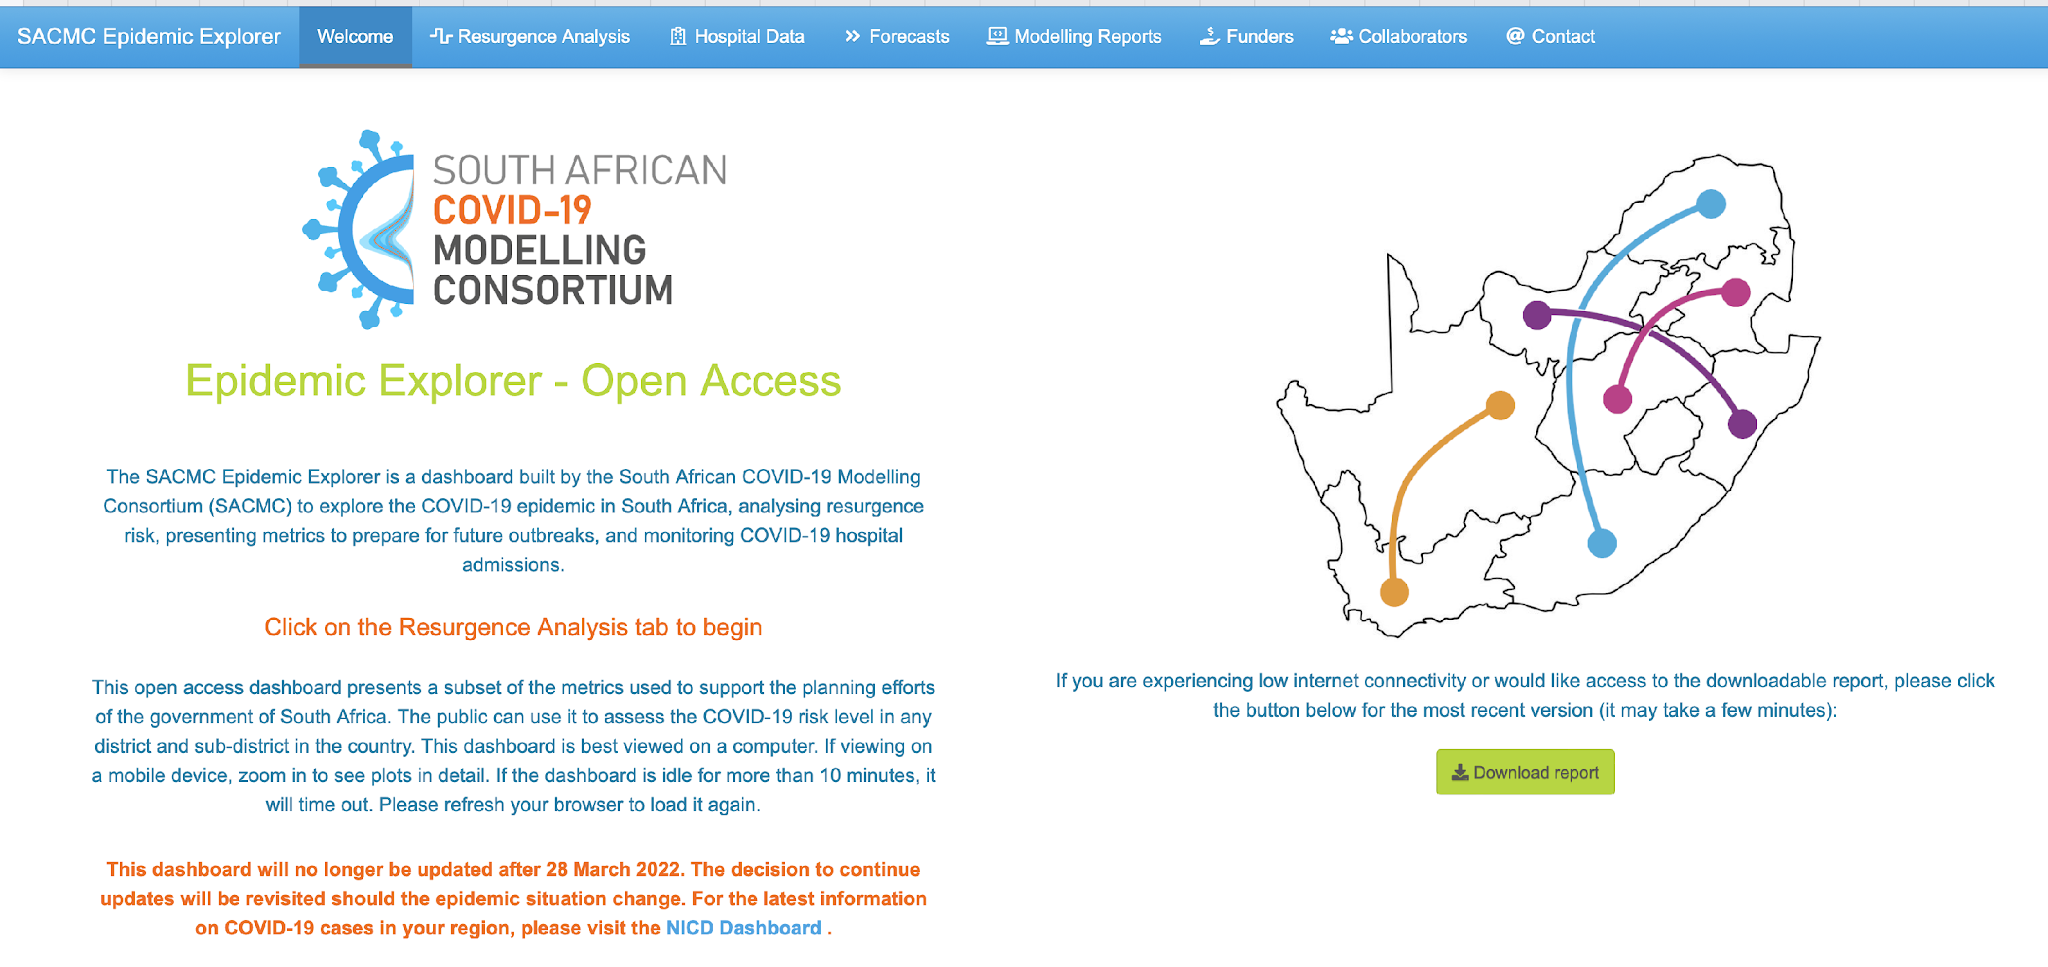 SACMC Epidemic Explorer Welcome Resurgence Analysis Hospital Data Forecasts Modelling Reports Funders Collaborators Contact
SOUTH AFRICAN
COVID-19
MODELLING
CONSORTIUM
Epidemic Explorer - Open Access
The SACMC Epidemic Explorer is a dashboard built by the South African COVID-19 Modelling
Consortium (SACMC) to explore the COVID-19 epidemic in South Africa, analysing resurgence
risk, presenting metrics to prepare for future outbreaks, and monitoring COVID-19 hospital
admissions.
Click on the Resurgence Analysis tab to begin
This open access dashboard presents a subset of the metrics used to support the planning efforts
of the government of South Africa. The public can use it to assess the COVID-19 risk level in any
district and sub-district in the country. This dashboard is best viewed on a computer. If viewing on
a mobile device, zoom in to see plots in detail. If the dashboard is idle for more than 10 minutes, it
will time out. Please refresh your browser to load it again.
This dashboard will no longer be updated after 28 March 2022. The decision to continue
updates will be revisited should the epidemic situation change. For the latest information
on COVID-19 cases in your region, please visit the NICD Dashboard .
If you are experiencing low internet connectivity or would like access to the downloadable report, please click
the button below for the most recent version (it may take a few minutes):
Download report